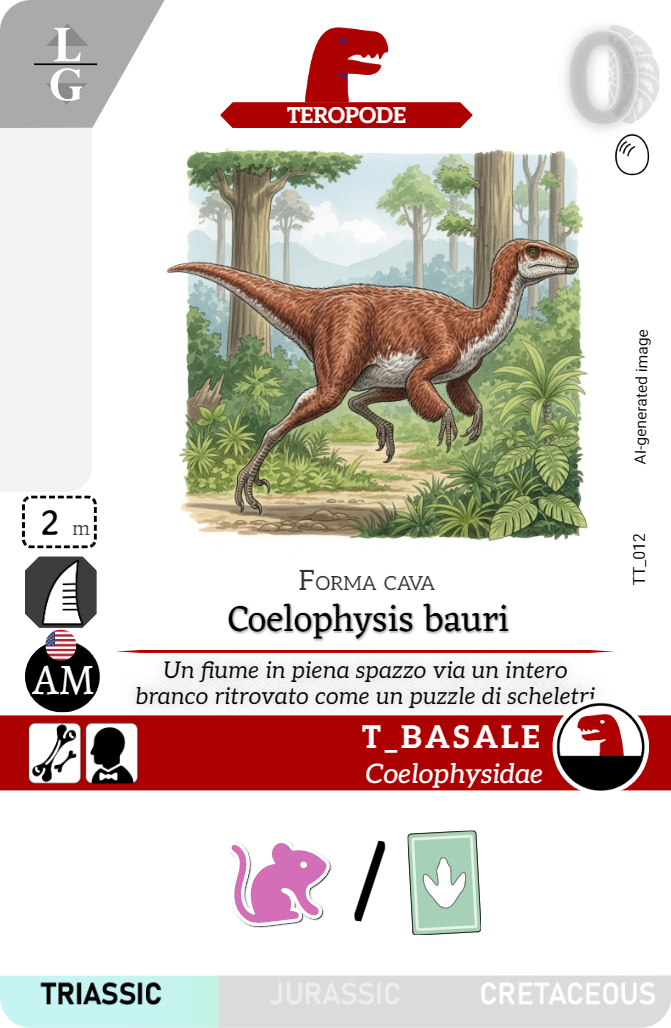 L
G
0
TEROPODE
AI-generated image
TT_012
2 m
AM
Forma cava
Coelophysis bauri
Un fiume in piena spazzo via un intero
branco ritrovato come un puzzle di scheletri
T_BASALE
Coelophysidae
/
TRIASSIC JURASSIC CRETACEOUS